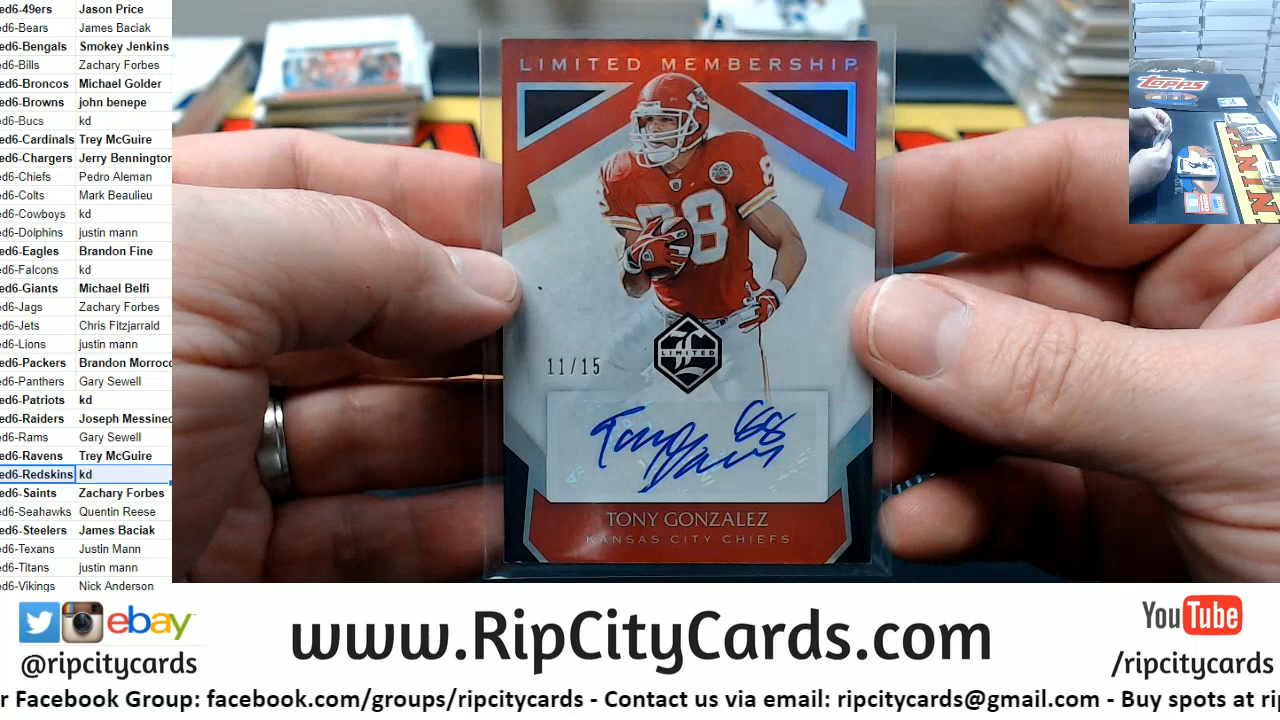 ed6-49ers Jason Price
ed6-Bears James Baciak
ed6-Bengals Smokey Jenkins
ed6-Bills Zachary Forbes
ed6-Broncos Michael Golder
ed6-Browns john benepe
ed6-Bucs kd
ed6-Cardinals Trey McGuire
ed6-Chargers Jerry Bennington
ed6-Chiefs Pedro Aleman
ed6-Colts Mark Beaulieu
ed6-Cowboys kd
ed6-Dolphins justin mann
ed6-Eagles Brandon Fine
ed6-Falcons kd
ed6-Giants Michael Belfi
ed6-Jags Zachary Forbes
ed6-Jets Chris Fitzjarrald
ed6-Lions justin mann
ed6-Packers Brandon Morroco
ed6-Panthers Gary Sewell
ed6-Patriots kd
ed6-Raiders Joseph Messineo
ed6-Rams Gary Sewell
ed6-Ravens Trey McGuire
ed6-Redskins kd
ed6-Saints Zachary Forbes
ed6-Seahawks Quentin Reese
ed6-Steelers James Baciak
ed6-Texans Justin Mann
ed6-Titans justin mann
ed6-Vikings Nick Anderson
LIMITED MEMBERSHIP
88
11/15
L
LIMITED
88
TONY GONZALEZ
KANSAS CITY CHIEFS
Topps
ebay
@ripcitycards
www.RipCityCards.com
YouTube
/ripcitycards
r Facebook Group: facebook.com/groups/ripcitycards - Contact us via email: ripcitycards@gmail.com - Buy spots at rip